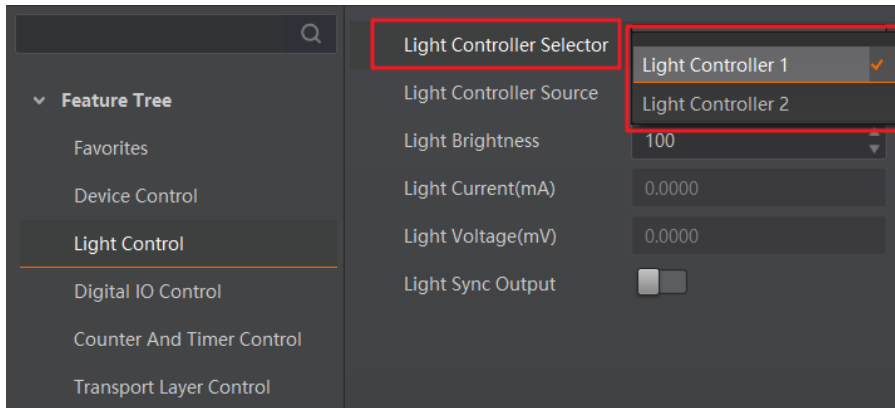 Feature Tree
Favorites
Device Control
Light Control
Digital IO Control
Counter And Timer Control
Transport Layer Control
Light Controller Selector
Light Controller 1
Light Controller 2
Light Controller Source
Light Brightness
100
Light Current(mA)
0.0000
Light Voltage(mV)
0.0000
Light Sync Output